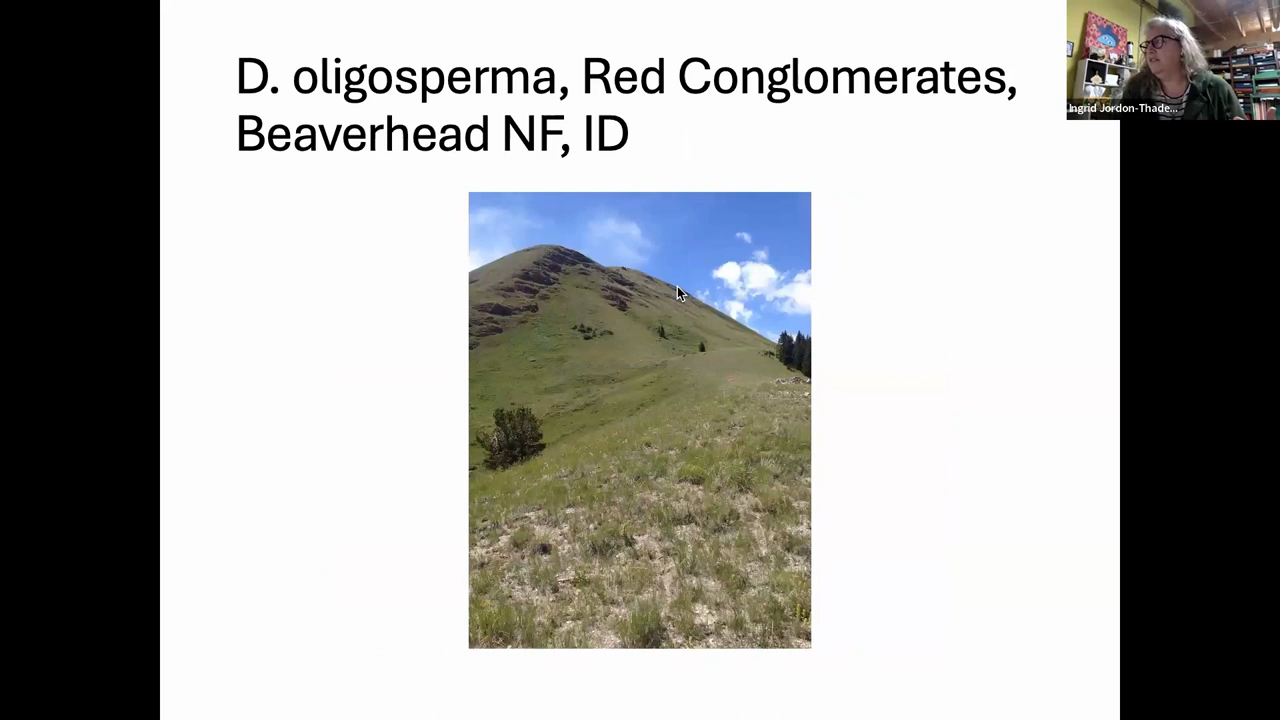 D. oligosperma, Red Conglomerates,
Beaverhead NF, ID
Ingrid Jordon-Thade...